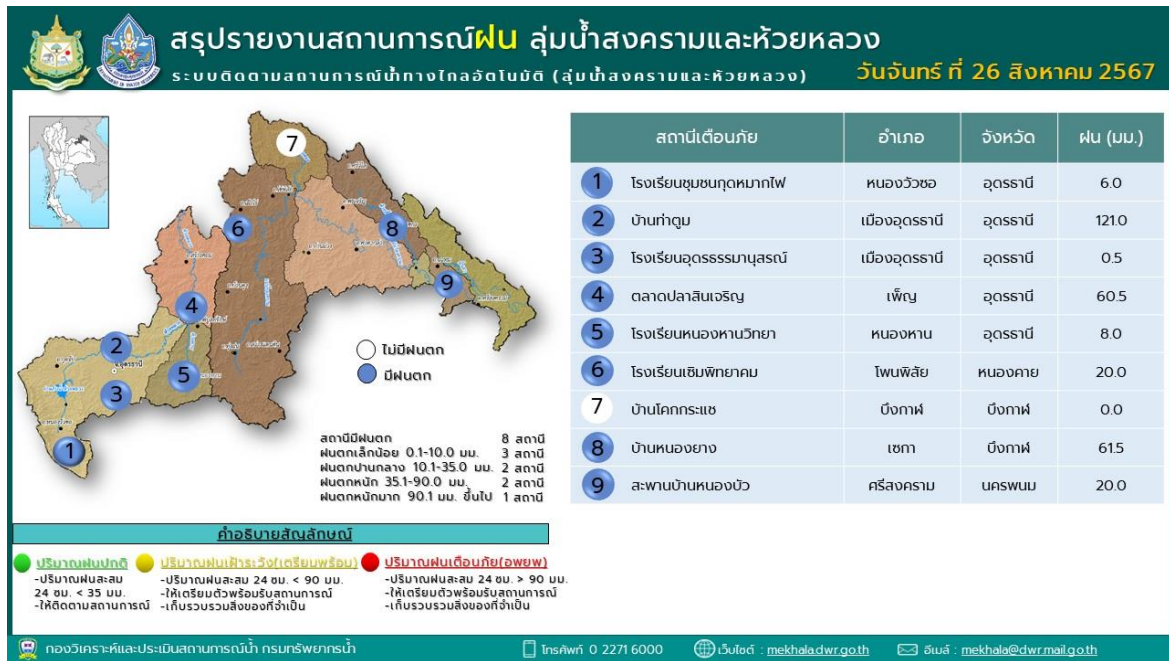 สรุปรายงานสถานการณ์ฝน ลุ่มน้ำสงครามและห้วยหลวง
ระบบติดตามสถานการณ์น้ำทางไกลอัตโนมัติ (ลุ่มน้ำสงครามและห้วยหลวง)
วันจันทร์ ที่ 26 สิงหาคม 2567
สถานีเตือนภัย อำเภอ จังหวัด ฝน (มม.)
1 โรงเรียนชุมชนกุดหมากไฟ หนองวัวซอ อุดรธานี 6.0
2 บ้านท่าตูม เมืองอุดรธานี อุดรธานี 121.0
3 โรงเรียนอุดรธรรมานุสรณ์ เมืองอุดรธานี อุดรธานี 0.5
4 ตลาดปลาสินเจริญ เพ็ญ อุดรธานี 60.5
5 โรงเรียนหนองหานวิทยา หนองหาน อุดรธานี 8.0
6 โรงเรียนเซิมพิทยาคม โพนพิสัย หนองคาย 20.0
7 บ้านโคกกระแซ บึงกาฬ บึงกาฬ 0.0
8 บ้านหนองยาง เซกา บึงกาฬ 61.5
9 สะพานบ้านหนองบัว ศรีสงคราม นครพนม 20.0
7
6
8
9
4
2
5
3
1
จ.อุดรธานี
ไม่มีฝนตก
มีฝนตก
สถานีมีฝนตก 8 สถานี
ฝนตกเล็กน้อย 0.1-10.0 มม. 3 สถานี
ฝนตกปานกลาง 10.1-35.0 มม. 2 สถานี
ฝนตกหนัก 35.1-90.0 มม. 2 สถานี
ฝนตกหนักมาก 90.1 มม. ขึ้นไป 1 สถานี
คำอธิบายสัญลักษณ์
ปริมาณฝนปกติ
-ปริมาณฝนสะสม
24 ชม. < 35 มม.
-ให้ติดตามสถานการณ์
ปริมาณฝนเฝ้าระวัง(เตรียมพร้อม)
-ปริมาณฝนสะสม 24 ชม. < 90 มม.
-ให้เตรียมตัวพร้อมรับสถานการณ์
-เก็บรวบรวมสิ่งของที่จำเป็น
ปริมาณฝนเตือนภัย(อพยพ)
-ปริมาณฝนสะสม 24 ชม. > 90 มม.
-ให้เตรียมตัวพร้อมรับสถานการณ์
-เก็บรวบรวมสิ่งของที่จำเป็น
กองวิเคราะห์และประเมินสถานการณ์น้ำ กรมทรัพยากรน้ำ
โทรศัพท์ 0 2271 6000
เว็บไซต์ : mekhala.dwr.go.th
อีเมล์ : mekhala@dwr.mail.go.th